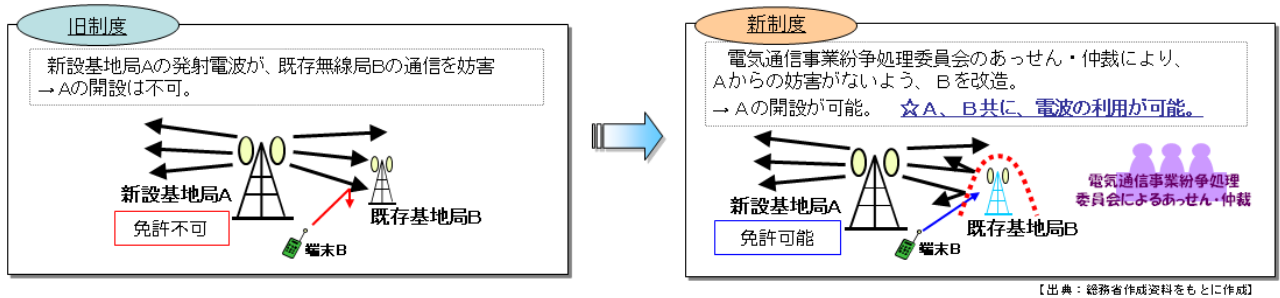 旧制度
新設基地局Aの発射電波が、既存無線局Bの通信を妨害
→Aの開設は不可。
新設基地局A
免許不可
既存基地局B
端末B
新制度
電気通信事業紛争処理委員会のあっせん・仲裁により、
Aからの妨害がないよう、Bを改造。
→Aの開設が可能。 ☆A、B共に、電波の利用が可能。
新設基地局A
免許可能
既存基地局B
端末B
電気通信事業紛争処理
委員会によるあっせん・仲裁
【出典：総務省作成資料をもとに作成】